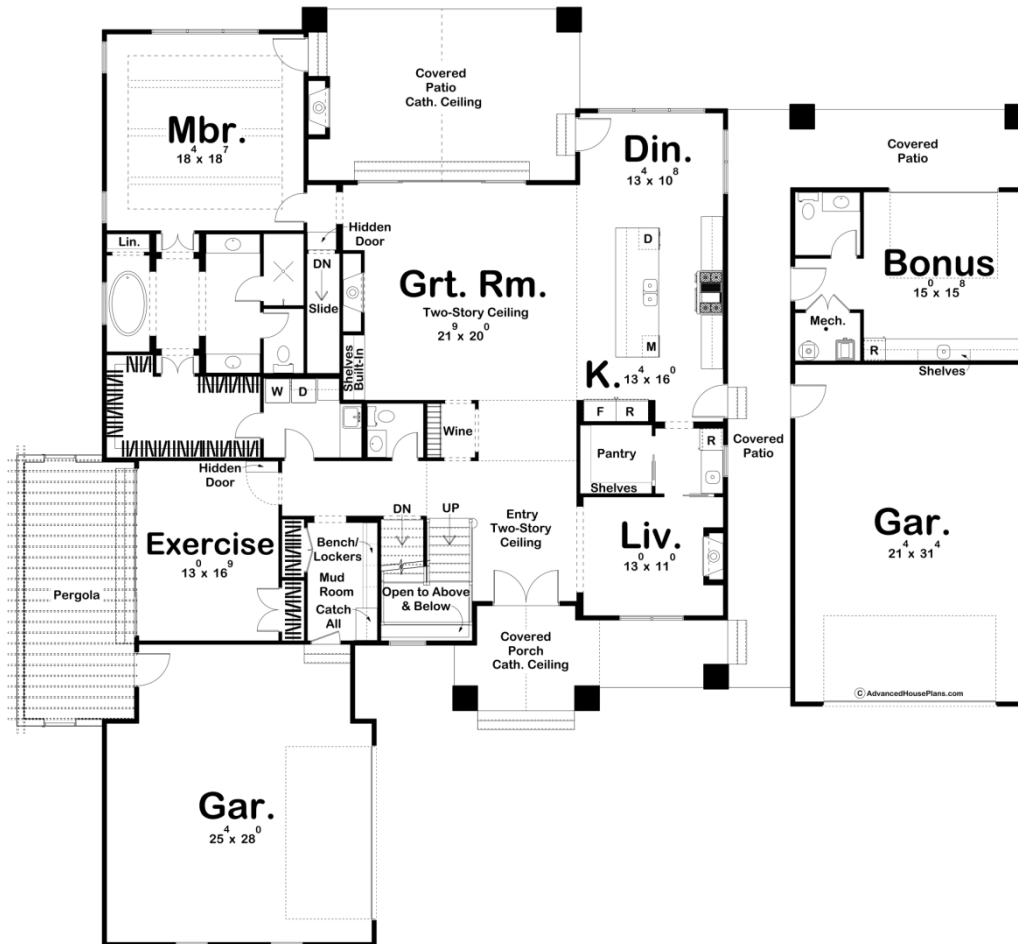 Covered
Patio
Cath. Ceiling
Mbr.
18⁴ x 18⁷
Din.
13⁴ x 10⁸
Covered
Patio
Hidden
Door
Lin.
DN
Slide
Grt. Rm.
Two-Story Ceiling
21⁹ x 20⁰
D
M
Bonus
15⁰ x 15⁸
Mech.
R
Shelves
Shelves
Built-In
K. 13⁴ x 16⁰
W D
F R
Wine
Pantry
Shelves
R
Covered
Patio
Hidden
Door
Exercise
13⁰ x 16⁹
Pergola
Bench/
Lockers
Mud
Room
Catch
All
DN
UP
Open to Above
& Below
Entry
Two-Story
Ceiling
Liv.
13⁰ x 11⁰
Gar.
21⁴ x 31⁴
Covered
Porch
Cath. Ceiling
© AdvancedHousePlans.com
Gar.
25⁴ x 28⁰